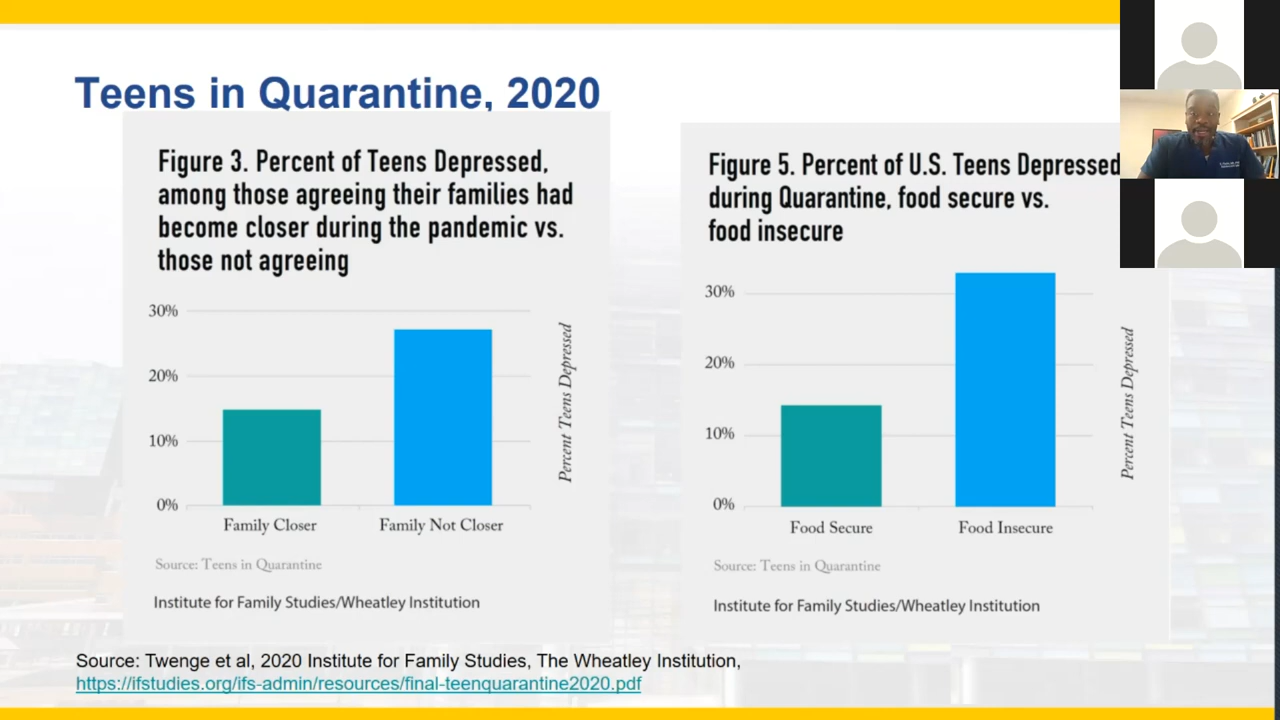 Teens in Quarantine, 2020
Figure 3. Percent of Teens Depressed,
among those agreeing their families had
become closer during the pandemic vs.
those not agreeing
30%
20%
10%
0%
Percent Teens Depressed
Family Closer
Family Not Closer
Source: Teens in Quarantine
Institute for Family Studies/Wheatley Institution
Figure 5. Percent of U.S. Teens Depressed
during Quarantine, food secure vs.
food insecure
30%
20%
10%
0%
Percent Teens Depressed
Food Secure
Food Insecure
Source: Teens in Quarantine
Institute for Family Studies/Wheatley Institution
Source: Twenge et al, 2020 Institute for Family Studies, The Wheatley Institution,
https://ifstudies.org/ifs-admin/resources/final-teenquarantine2020.pdf